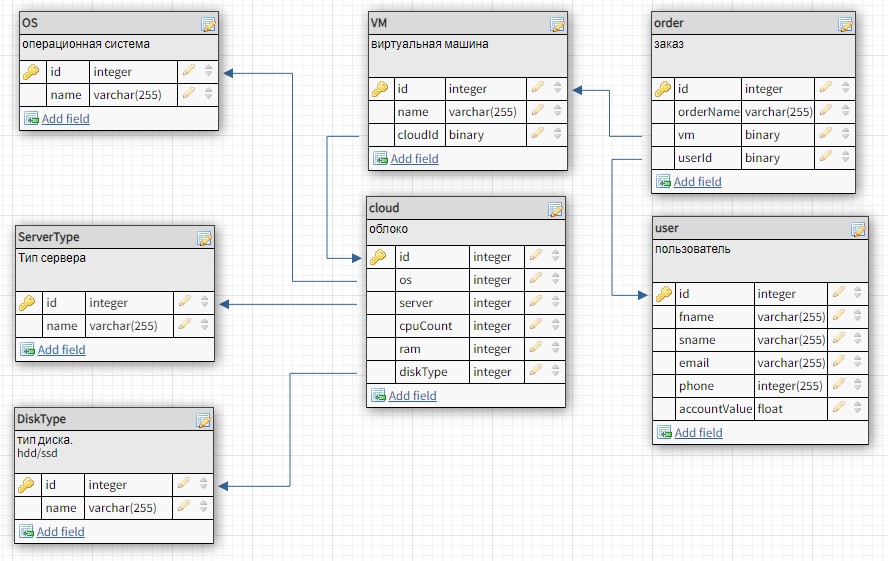 OS
операционная система
id integer
name varchar(255)
Add field
VM
виртуальная машина
id integer
name varchar(255)
cloudId binary
Add field
order
заказ
id integer
orderName varchar(255)
vm binary
userId binary
Add field
ServerType
Тип сервера
id integer
name varchar(255)
Add field
cloud
облоко
id integer
os integer
server integer
cpuCount integer
ram integer
diskType integer
Add field
user
пользователь
id integer
fname varchar(255)
sname varchar(255)
email varchar(255)
phone integer(255)
accountValue float
Add field
DiskType
тип диска.
hdd/ssd
id integer
name varchar(255)
Add field